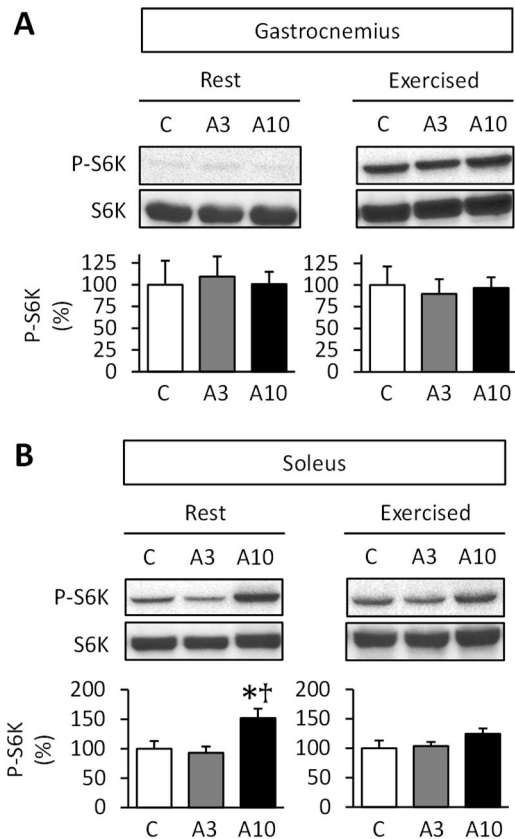 A
Gastrocnemius
Rest Exercised
C A3 A10 C A3 A10
P-S6K
S6K
P-S6K (%)
125 125
100 100
75 75
50 50
25 25
0 0
C A3 A10 C A3 A10
B
Soleus
Rest Exercised
C A3 A10 C A3 A10
P-S6K
S6K
P-S6K (%)
*†
200 200
150 150
100 100
50 50
0 0
C A3 A10 C A3 A10